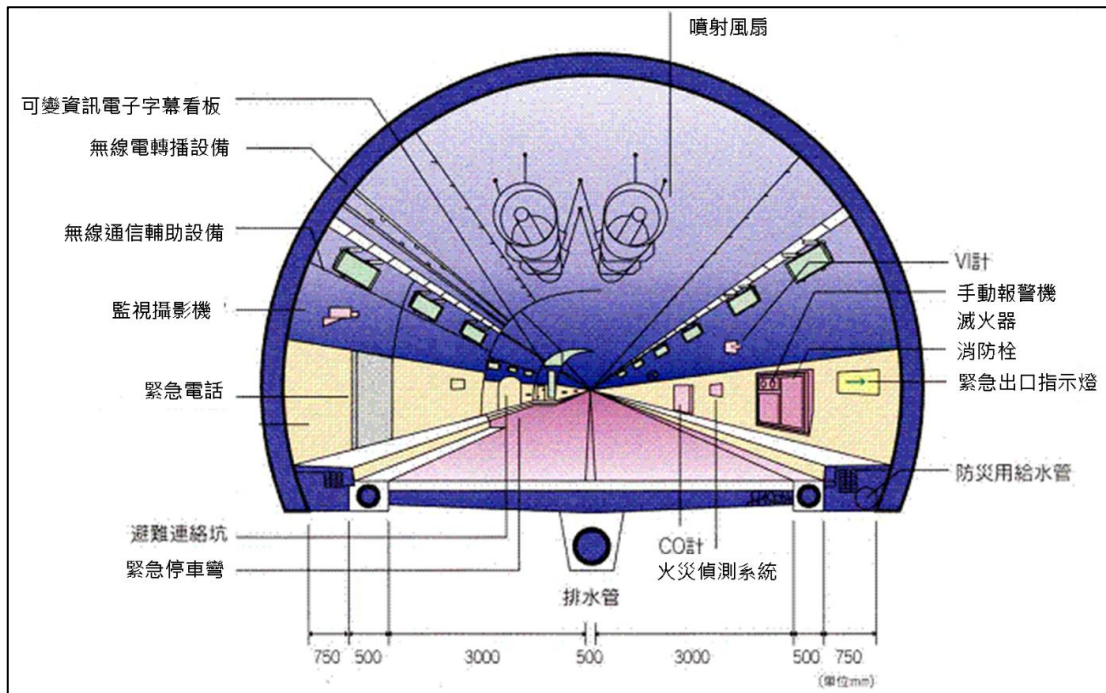 噴射風扇
可變資訊電子字幕看板
無線電轉播設備
無線通信輔助設備
監視攝影機
緊急電話
VI計
手動報警機
滅火器
消防栓
緊急出口指示燈
防災用給水管
避難連絡坑
緊急停車彎
CO計
火災偵測系統
排水管
750 500 3000 500 3000 500 750
(單位mm)